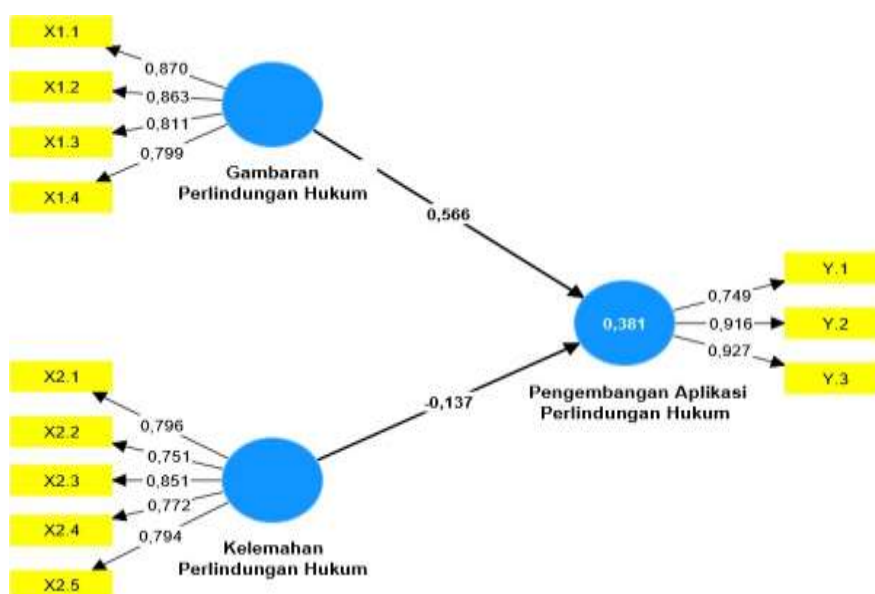 X1.1
X1.2
X1.3
X1.4
0,870
0,863
0,811
0,799
Gambaran
Perlindungan Hukum
0,566
X2.1
X2.2
X2.3
X2.4
X2.5
0,796
0,751
0,851
0,772
0,794
Kelemahan
Perlindungan Hukum
-0,137
0,381
Pengembangan Aplikasi
Perlindungan Hukum
0,749
0,916
0,927
Y.1
Y.2
Y.3